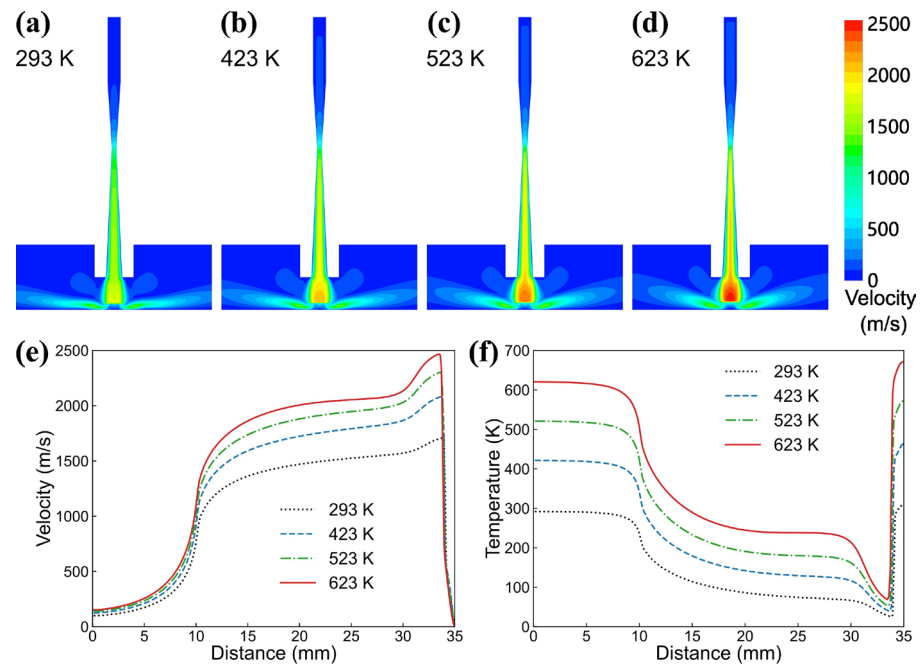 (a) (b) (c) (d)
293 K 423 K 523 K 623 K
2500
2000
1500
1000
500
0
Velocity
(m/s)
(e)
2500
2000
1500
1000
500
0
Velocity (m/s)
293 K
423 K
523 K
623 K
0 5 10 15 20 25 30 35
Distance (mm)
(f)
700
600
500
400
300
200
100
0
Temperature (K)
293 K
423 K
523 K
623 K
0 5 10 15 20 25 30 35
Distance (mm)